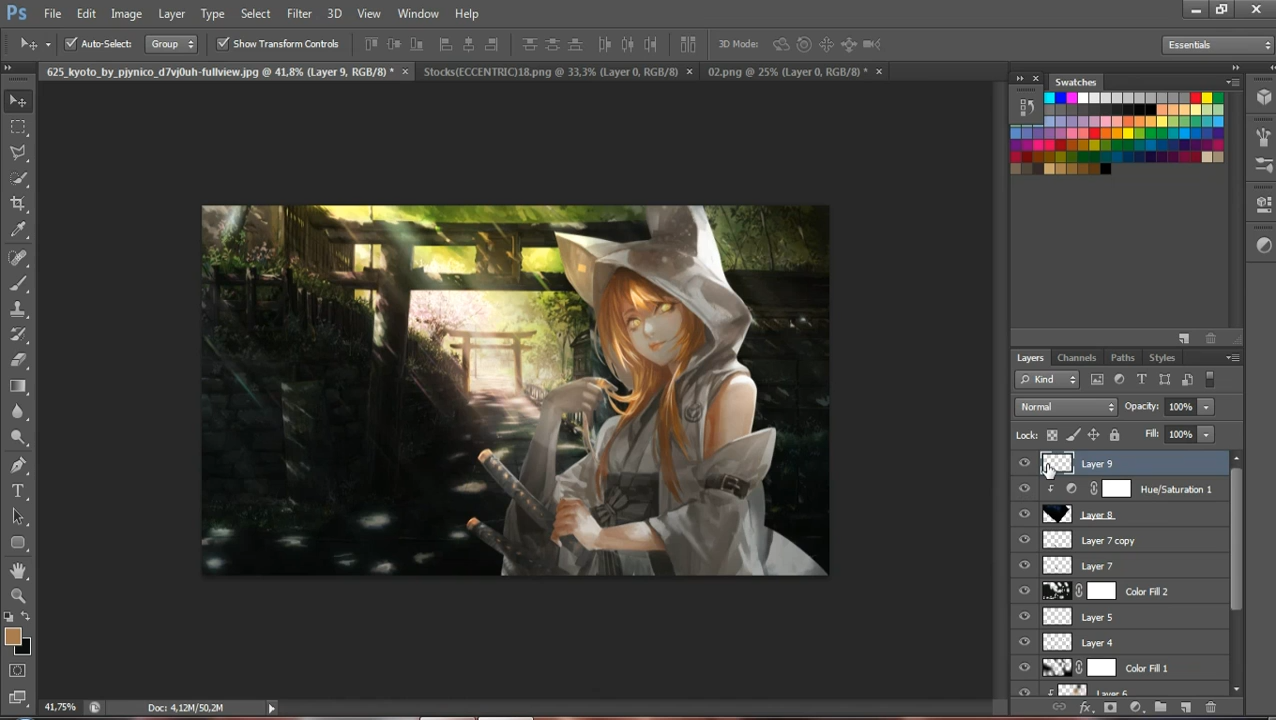 Ps File Edit Image Layer Type Select Filter 3D View Window Help
Auto-Select: Group Show Transform Controls 3D Mode: Essentials
625_kyoto_by_pjynico_d7vj0uh-fullview.jpg @ 41,8% (Layer 9, RGB/8) * × Stocks(ECCENTRIC)18.png @ 33,3% (Layer 0, RGB/8) × 02.png @ 25% (Layer 0, RGB/8) * ×
Swatches
Layers Channels Paths Styles
Kind
Normal Opacity: 100%
Lock: Fill: 100%
Layer 9
Hue/Saturation 1
Layer 8
Layer 7 copy
Layer 7
Color Fill 2
Layer 5
Layer 4
Color Fill 1
Layer 6
41,75% Doc: 4,12M/50,2M